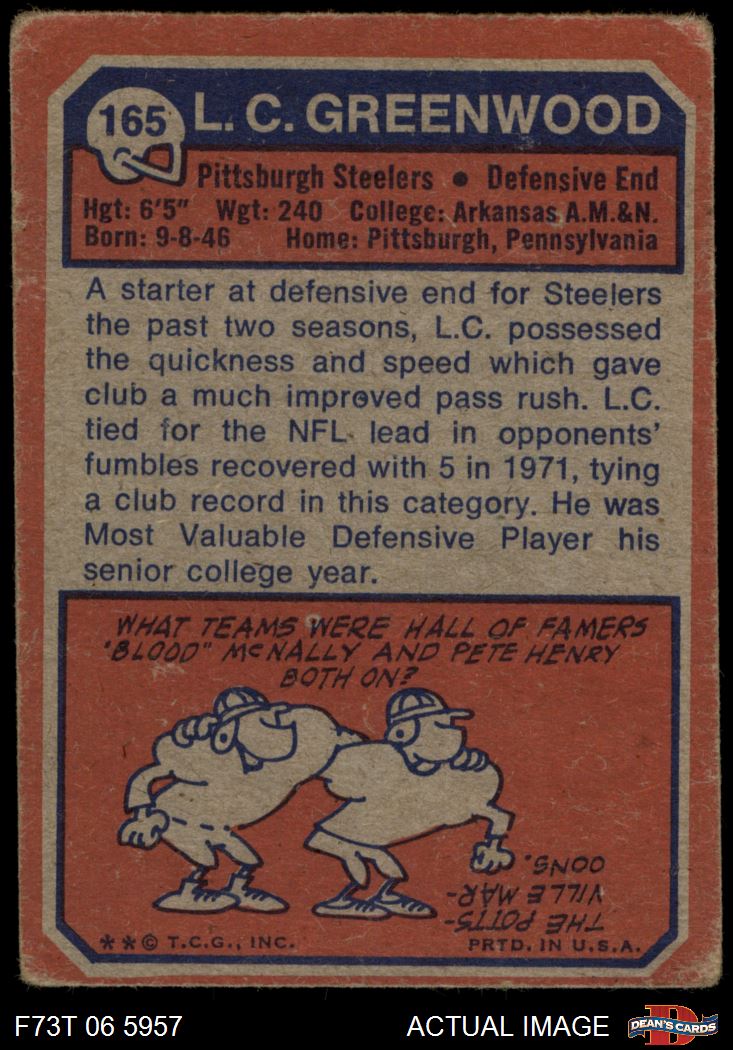 165
L. C. GREENWOOD
Pittsburgh Steelers • Defensive End
Hgt: 6'5" Wgt: 240 College: Arkansas A.M.&N.
Born: 9-8-46 Home: Pittsburgh, Pennsylvania
A starter at defensive end for Steelers
the past two seasons, L.C. possessed
the quickness and speed which gave
club a much improved pass rush. L.C.
tied for the NFL lead in opponents'
fumbles recovered with 5 in 1971, tying
a club record in this category. He was
Most Valuable Defensive Player his
senior college year.
WHAT TEAMS WERE HALL OF FAMERS
"BLOOD" McNALLY AND PETE HENRY
BOTH ON?
THE POTTS-
VILLE MAR-
OONS.
**© T.C.G., INC.
PRTD. IN U.S.A.
F73T 06 5957
ACTUAL IMAGE
D
DEAN'S CARDS